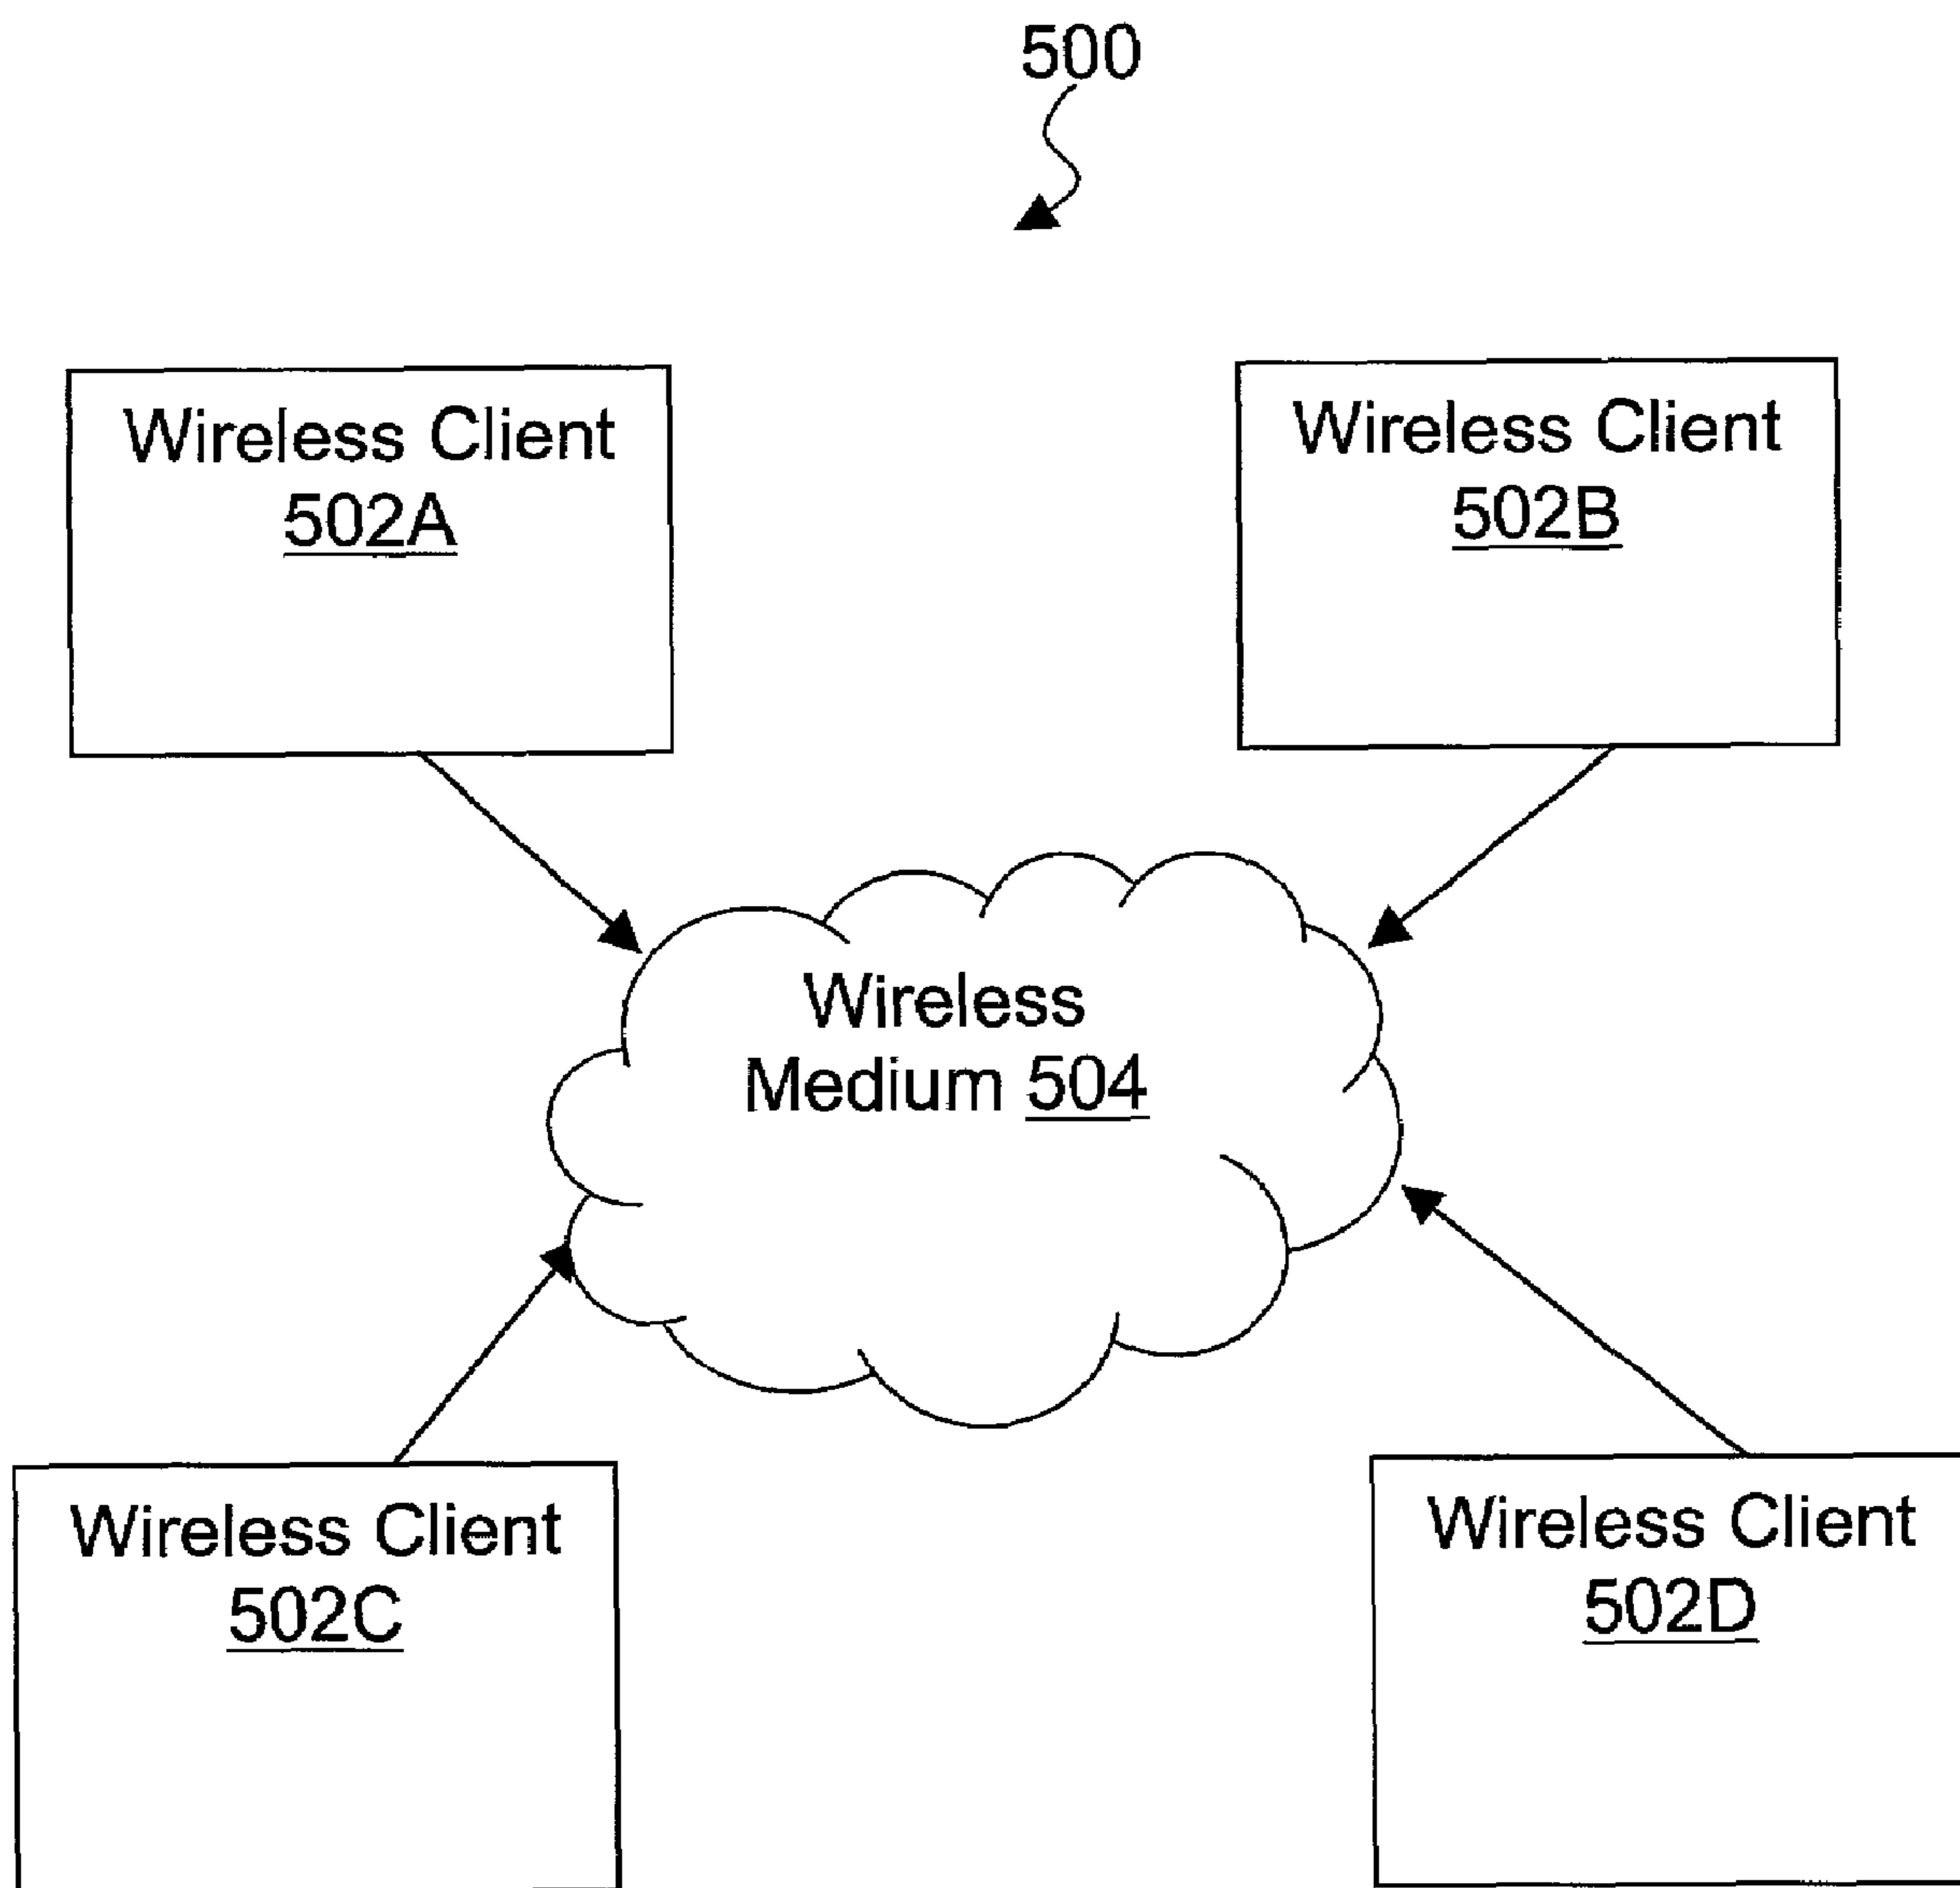 500
Wireless Client
502A
Wireless Client
502B
Wireless
Medium 504
Wireless Client
502C
Wireless Client
502D